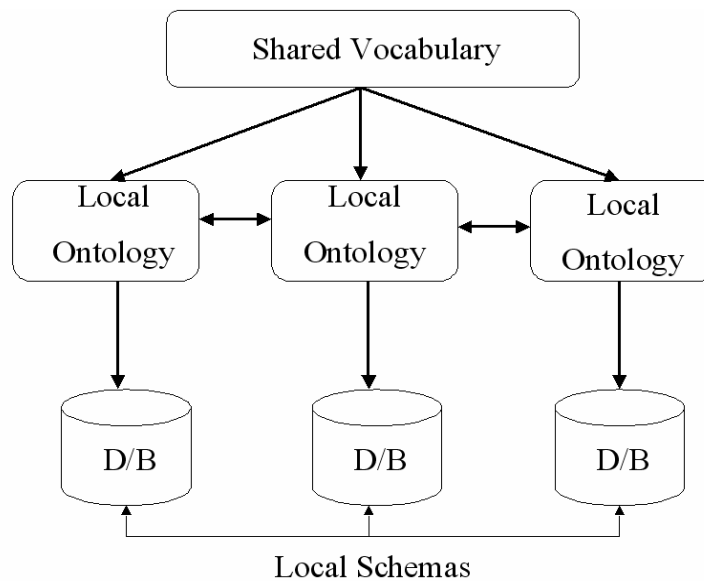 Shared Vocabulary
Local
Ontology
Local
Ontology
Local
Ontology
D/B
D/B
D/B
Local Schemas